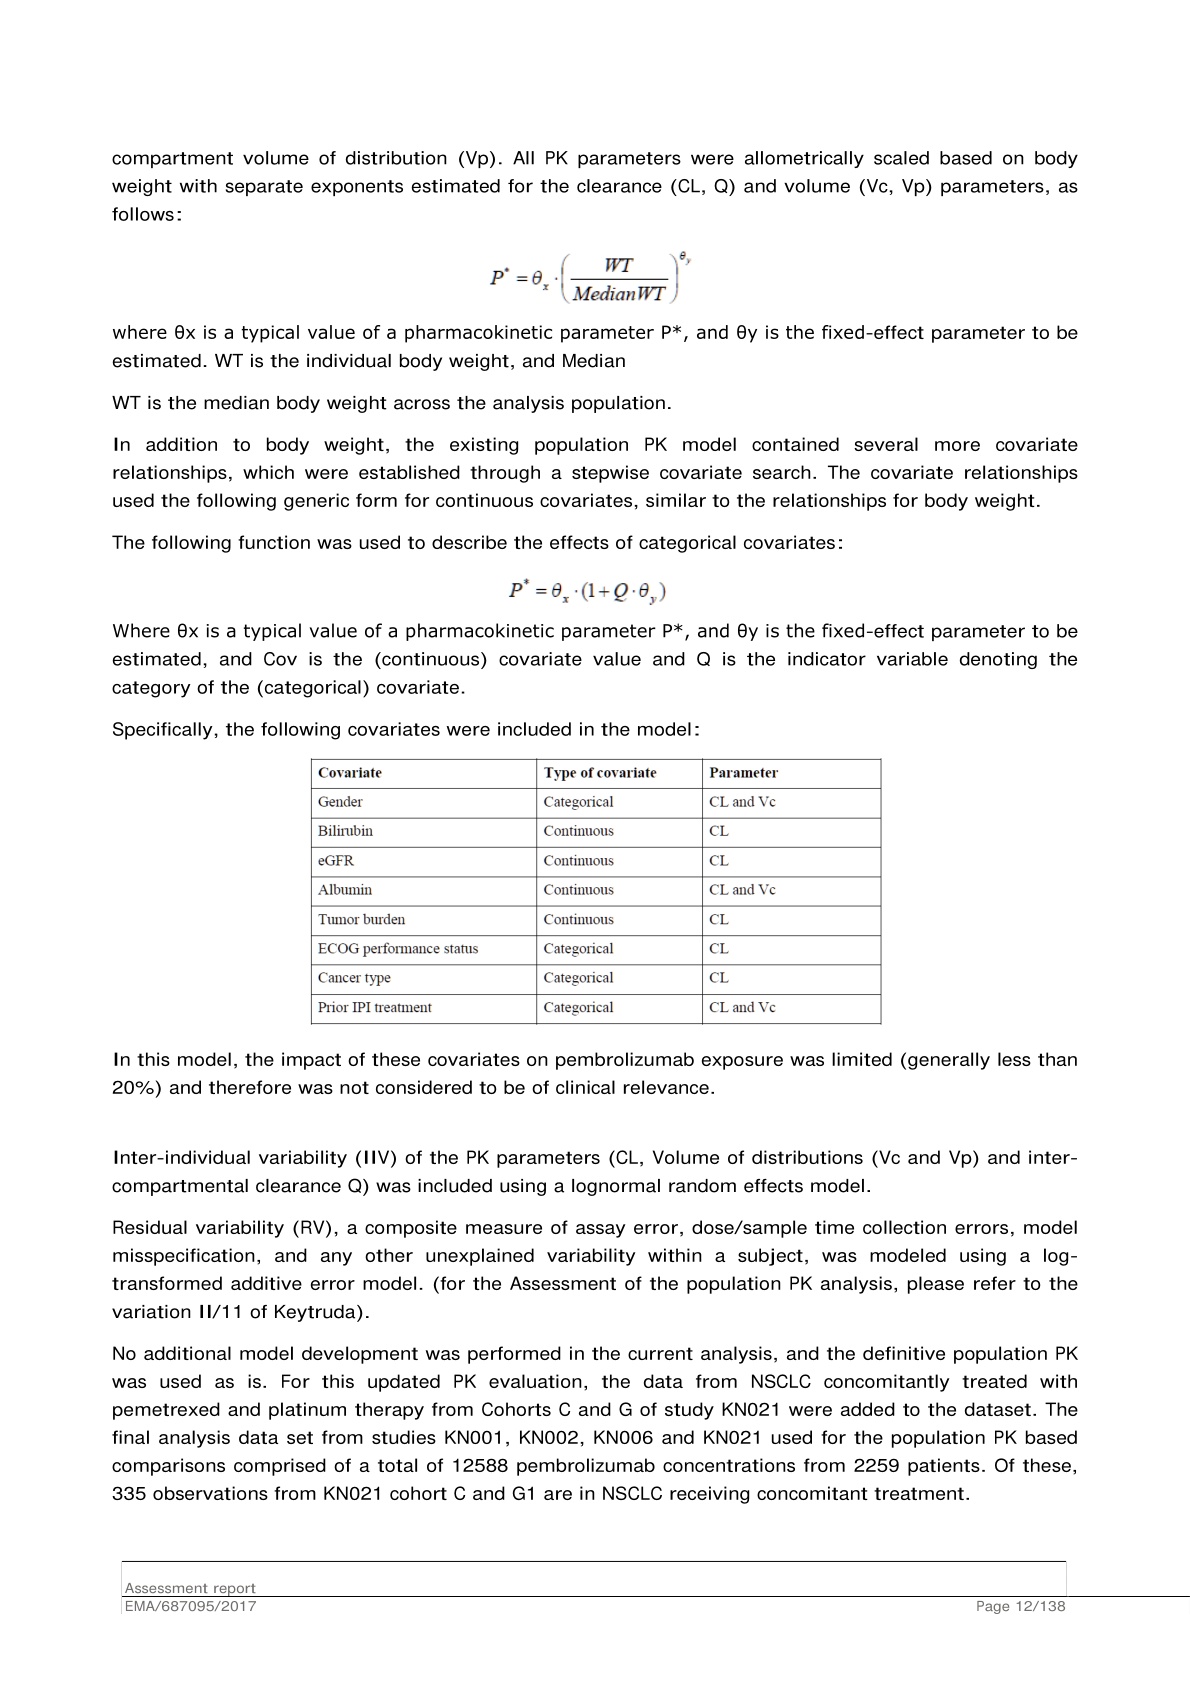 compartment volume of distribution (Vp). All PK parameters were allometrically scaled based on body
weight with separate exponents estimated for the clearance (CL, Q) and volume (Vc, Vp) parameters, as
follows:
P* = θx · (WT / MedianWT)^θy
where θx is a typical value of a pharmacokinetic parameter P*, and θy is the fixed-effect parameter to be
estimated. WT is the individual body weight, and Median
WT is the median body weight across the analysis population.
In addition to body weight, the existing population PK model contained several more covariate
relationships, which were established through a stepwise covariate search. The covariate relationships
used the following generic form for continuous covariates, similar to the relationships for body weight.
The following function was used to describe the effects of categorical covariates:
P* = θx · (1 + Q · θy)
Where θx is a typical value of a pharmacokinetic parameter P*, and θy is the fixed-effect parameter to be
estimated, and Cov is the (continuous) covariate value and Q is the indicator variable denoting the
category of the (categorical) covariate.
Specifically, the following covariates were included in the model:
Covariate Type of covariate Parameter
Gender Categorical CL and Vc
Bilirubin Continuous CL
eGFR Continuous CL
Albumin Continuous CL and Vc
Tumor burden Continuous CL
ECOG performance status Categorical CL
Cancer type Categorical CL
Prior IPI treatment Categorical CL and Vc
In this model, the impact of these covariates on pembrolizumab exposure was limited (generally less than
20%) and therefore was not considered to be of clinical relevance.
Inter-individual variability (IIV) of the PK parameters (CL, Volume of distributions (Vc and Vp) and inter-
compartmental clearance Q) was included using a lognormal random effects model.
Residual variability (RV), a composite measure of assay error, dose/sample time collection errors, model
misspecification, and any other unexplained variability within a subject, was modeled using a log-
transformed additive error model. (for the Assessment of the population PK analysis, please refer to the
variation II/11 of Keytruda).
No additional model development was performed in the current analysis, and the definitive population PK
was used as is. For this updated PK evaluation, the data from NSCLC concomitantly treated with
pemetrexed and platinum therapy from Cohorts C and G of study KN021 were added to the dataset. The
final analysis data set from studies KN001, KN002, KN006 and KN021 used for the population PK based
comparisons comprised of a total of 12588 pembrolizumab concentrations from 2259 patients. Of these,
335 observations from KN021 cohort C and G1 are in NSCLC receiving concomitant treatment.
Assessment report
EMA/687095/2017 Page 12/138